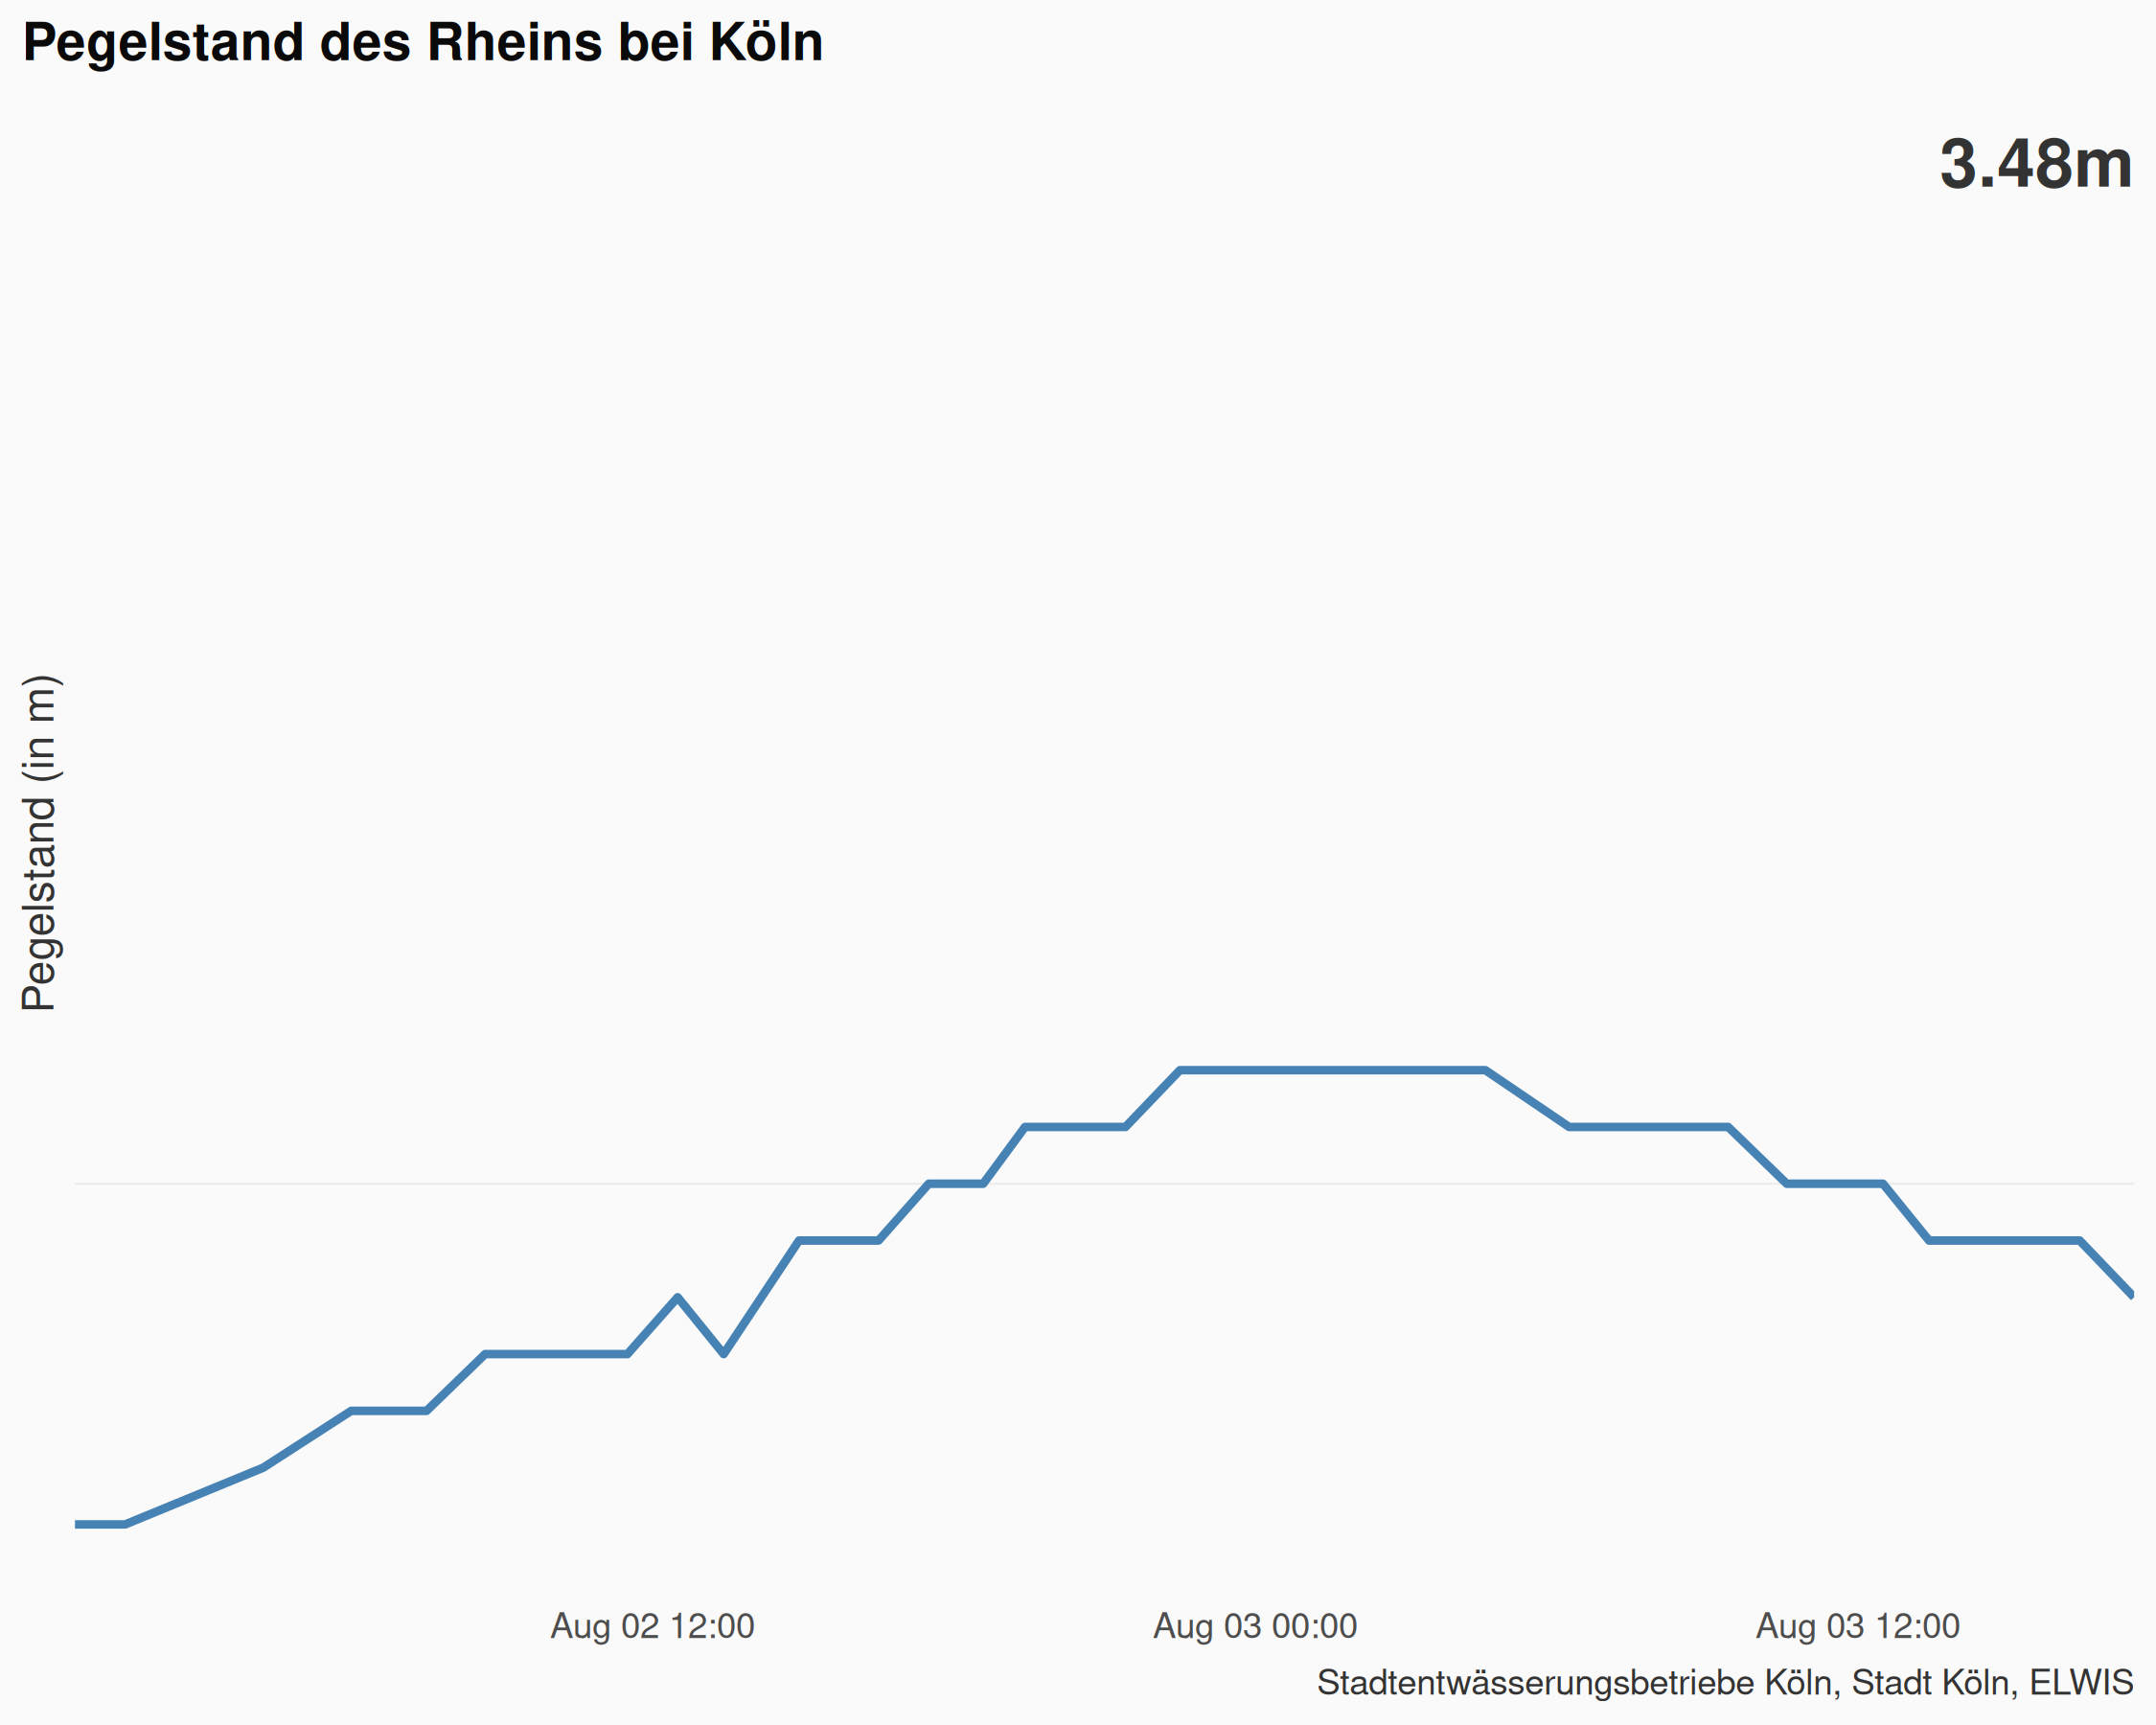 Pegelstand des Rheins bei Köln
3.48m
Pegelstand (in m)
Aug 02 12:00
Aug 03 00:00
Aug 03 12:00
Stadtentwässerungsbetriebe Köln, Stadt Köln, ELWIS